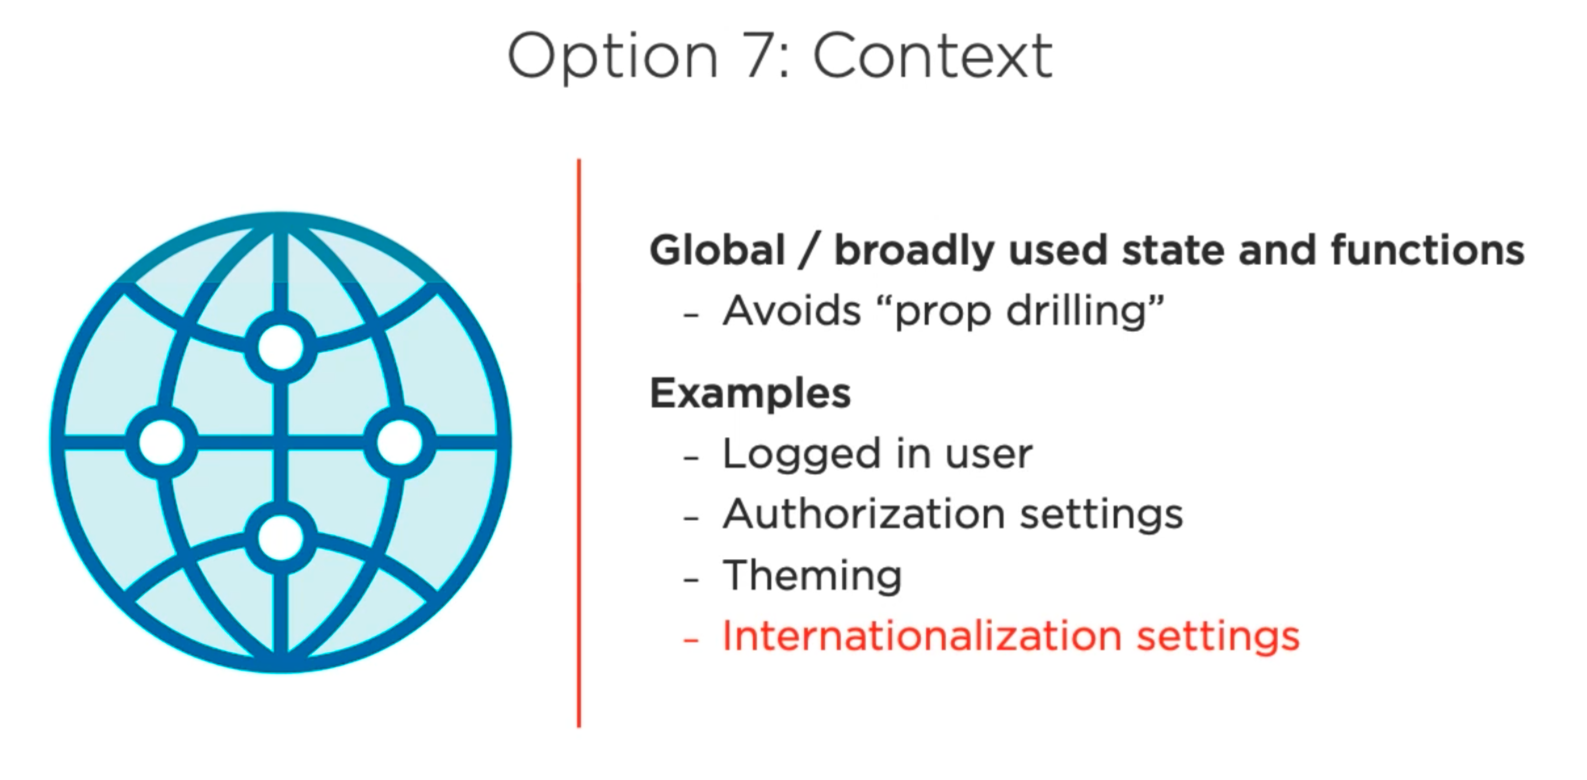 Option 7: Context
Global / broadly used state and functions
- Avoids “prop drilling”
Examples
- Logged in user
- Authorization settings
- Theming
- Internationalization settings